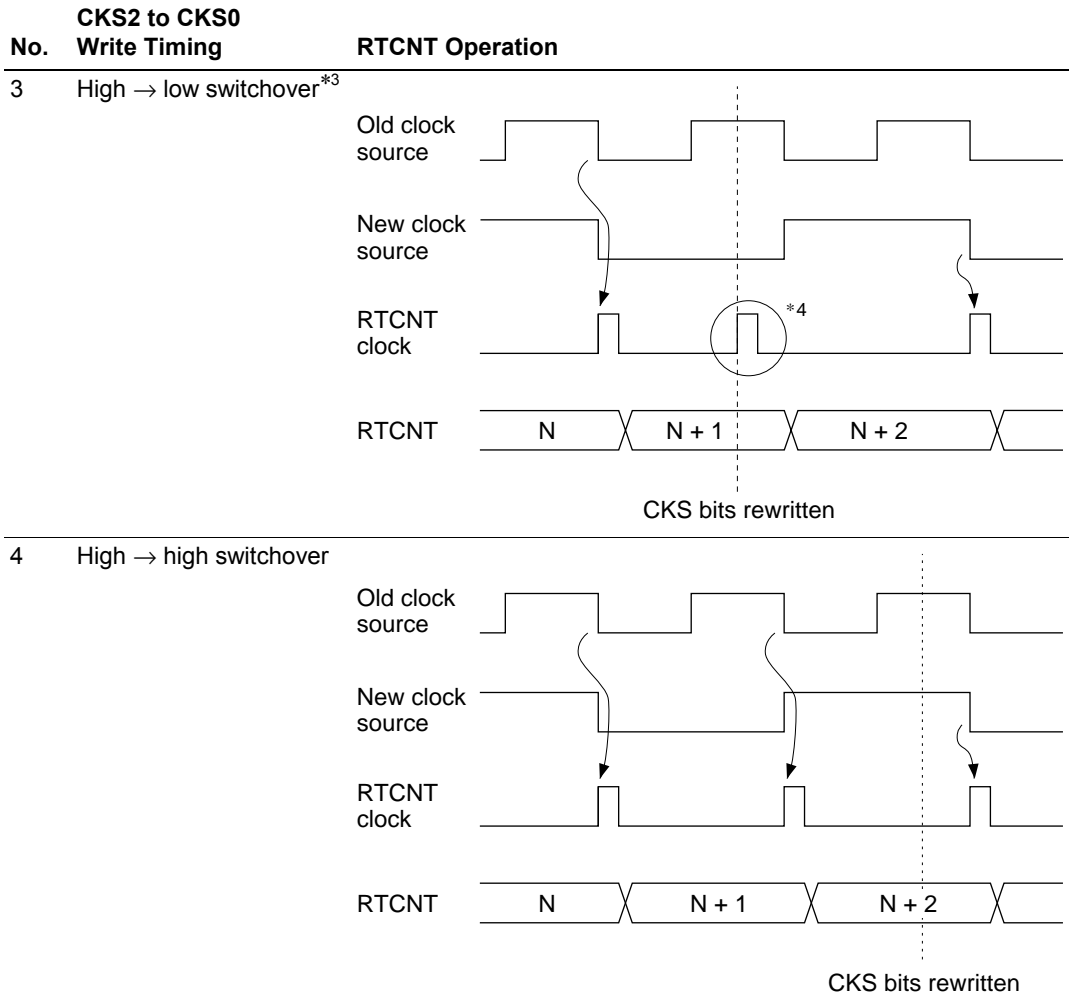 CKS2 to CKS0
No. Write Timing RTCNT Operation
3 High → low switchover*3
Old clock
source
New clock
source
RTCNT
clock
*4
RTCNT N N + 1 N + 2
CKS bits rewritten
4 High → high switchover
Old clock
source
New clock
source
RTCNT
clock
RTCNT N N + 1 N + 2
CKS bits rewritten